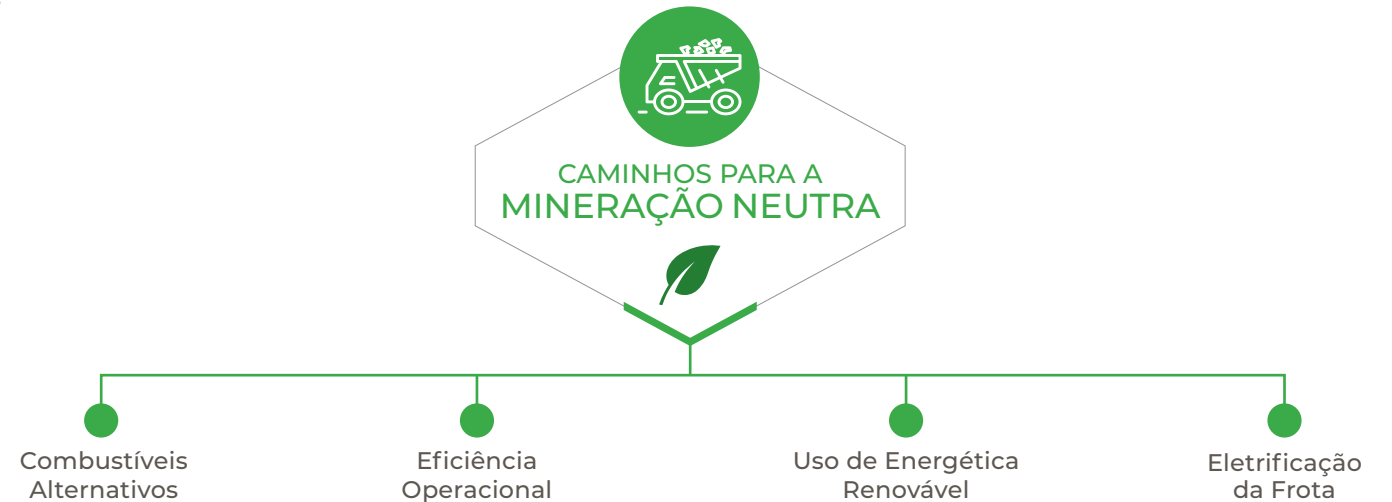 CAMINHOS PARA A
MINERAÇÃO NEUTRA
Combustíveis
Alternativos
Eficiência
Operacional
Uso de Energética
Renovável
Eletrificação
da Frota